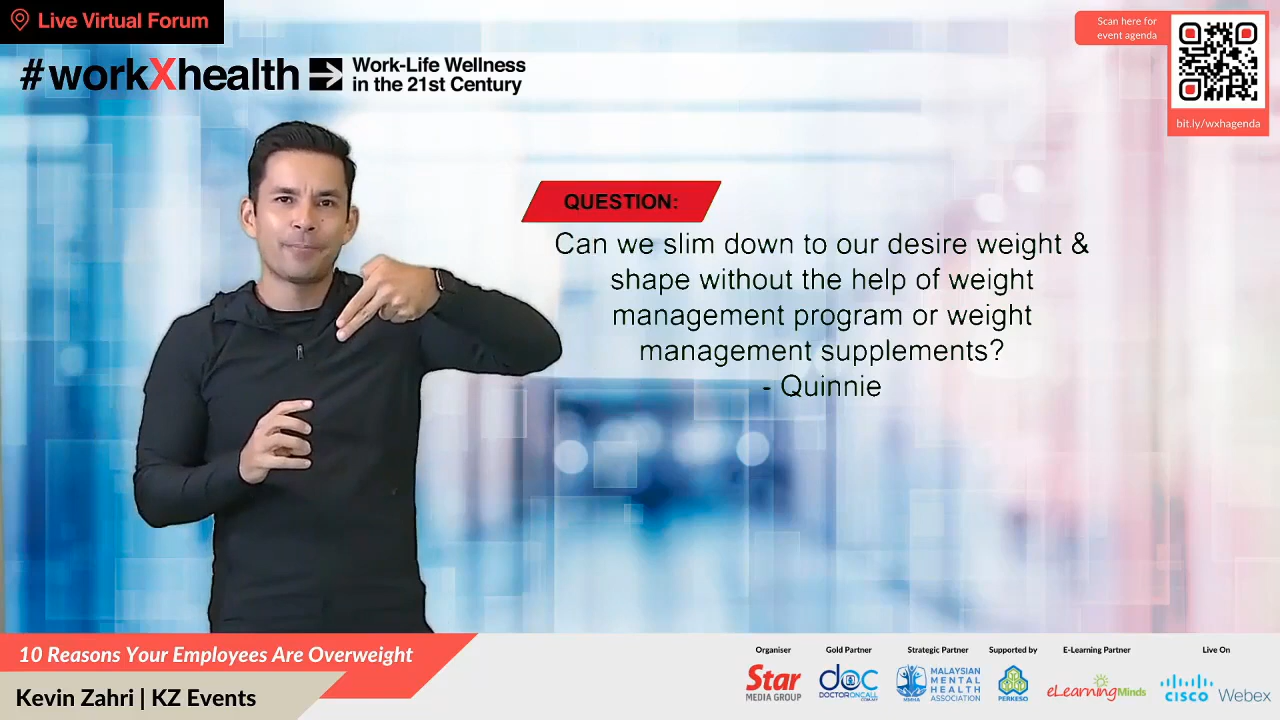 Live Virtual Forum
#workXhealth
Work-Life Wellness
in the 21st Century
Scan here for
event agenda
bit.ly/wxhagenda
QUESTION:
Can we slim down to our desire weight &
shape without the help of weight
management program or weight
management supplements?
- Quinnie
10 Reasons Your Employees Are Overweight
Kevin Zahri | KZ Events
Organiser
Star
MEDIA GROUP
Gold Partner
doc
DOCTORONCALL
Strategic Partner
MALAYSIAN
MENTAL
HEALTH
ASSOCIATION
Supported by
PERKESO
E-Learning Partner
eLearningMinds
Live On
CISCO Webex